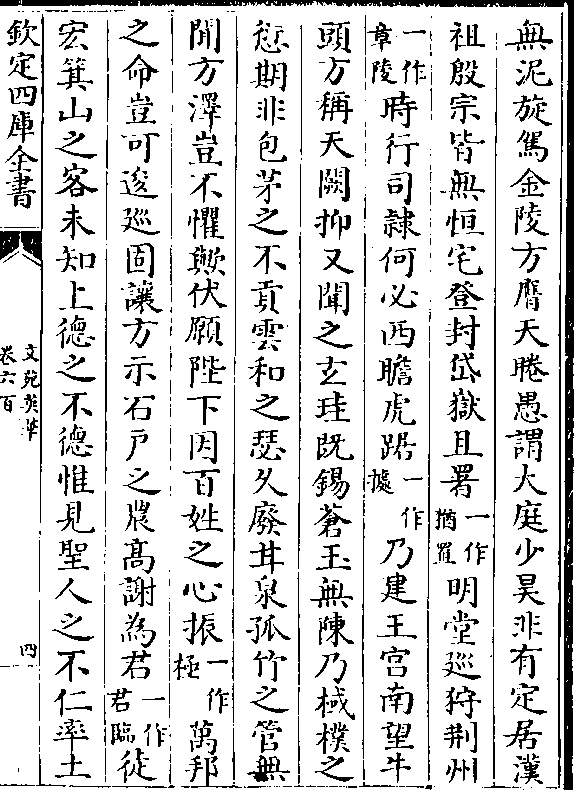 無泥旋駕金陵方膺天睠愚謂大庭少昊非有定居漢
祖殷宗皆無恒宅登封岱嶽且署一作猶置明堂廵狩荆州
一作章陵時行司隷何必西瞻虎踞一作據乃建王宫南望牛
頭方稱天闕抑又聞之玄珪既錫蒼玉無陳乃棫樸之
愆期非包茅之不貢雲和之瑟乆廢甘泉孤竹之管無
聞方澤豈不懼歟伏願陛下因百姓之心振一作極萬邦
之命豈可逡廵固讓方示石户之農高謝為君一作君臨徒
宏箕山之客未知上德之不德惟見聖人之不仁率土
欽定四庫全書
文苑英華
卷六百
四